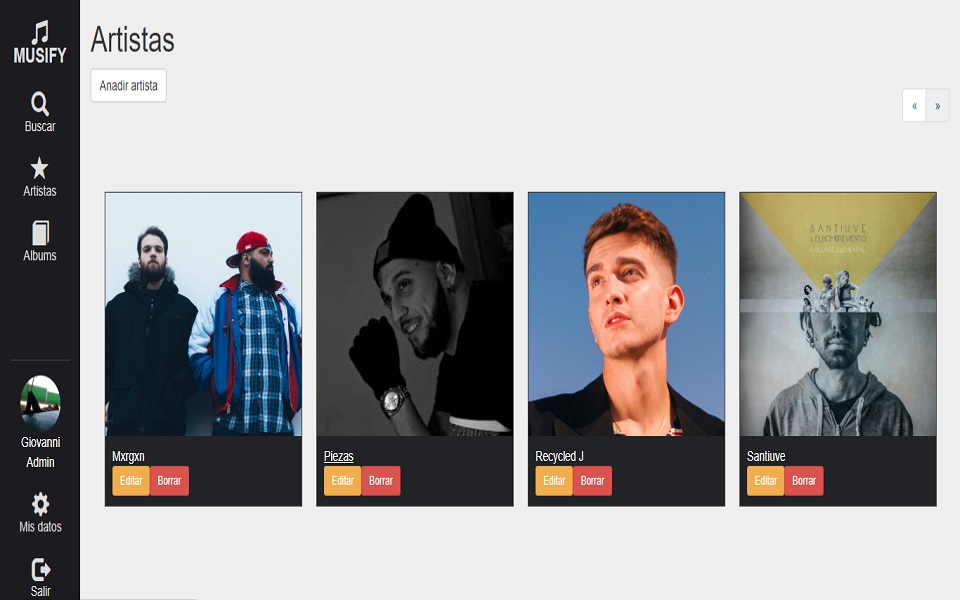 MUSIFY
Buscar
Artistas
Albums
Giovanni
Admin
Mis datos
Salir
Artistas
Anadir artista
« »
SANTIUVE
& ELHOMBREVIENTO
Mxrgxn
Editar Borrar
Piezas
Editar Borrar
Recycled J
Editar Borrar
Santiuve
Editar Borrar